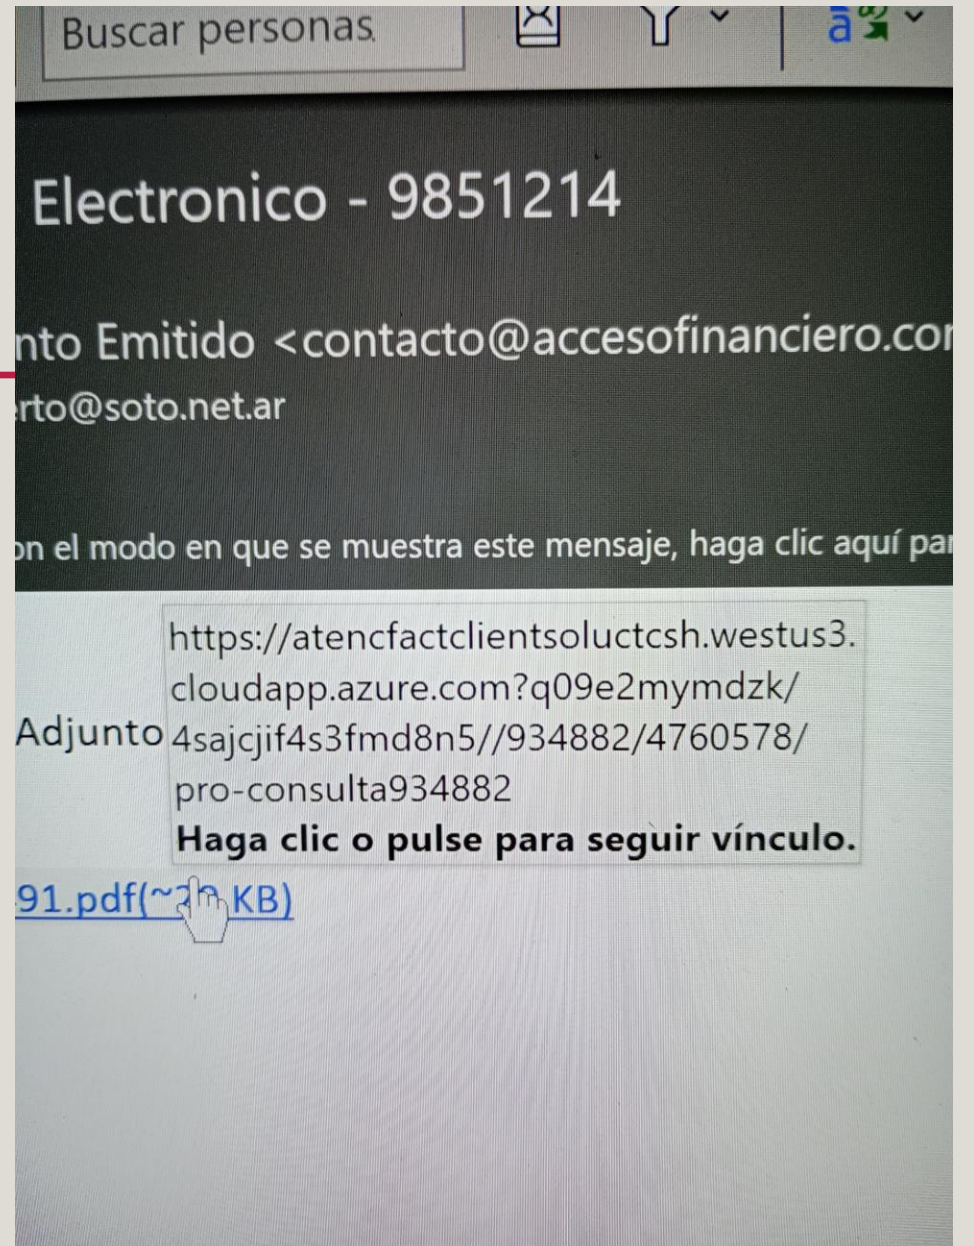 Buscar personas
Electronico - 9851214
nto Emitido <contacto@accesofinanciero.cor
rto@soto.net.ar
on el modo en que se muestra este mensaje, haga clic aquí par
https://atencfactclientsoluctcsh.westus3.
cloudapp.azure.com?q09e2mymdzk/
Adjunto 4sajcjif4s3fmd8n5//934882/4760578/
pro-consulta934882
Haga clic o pulse para seguir vínculo.
91.pdf(~ KB)